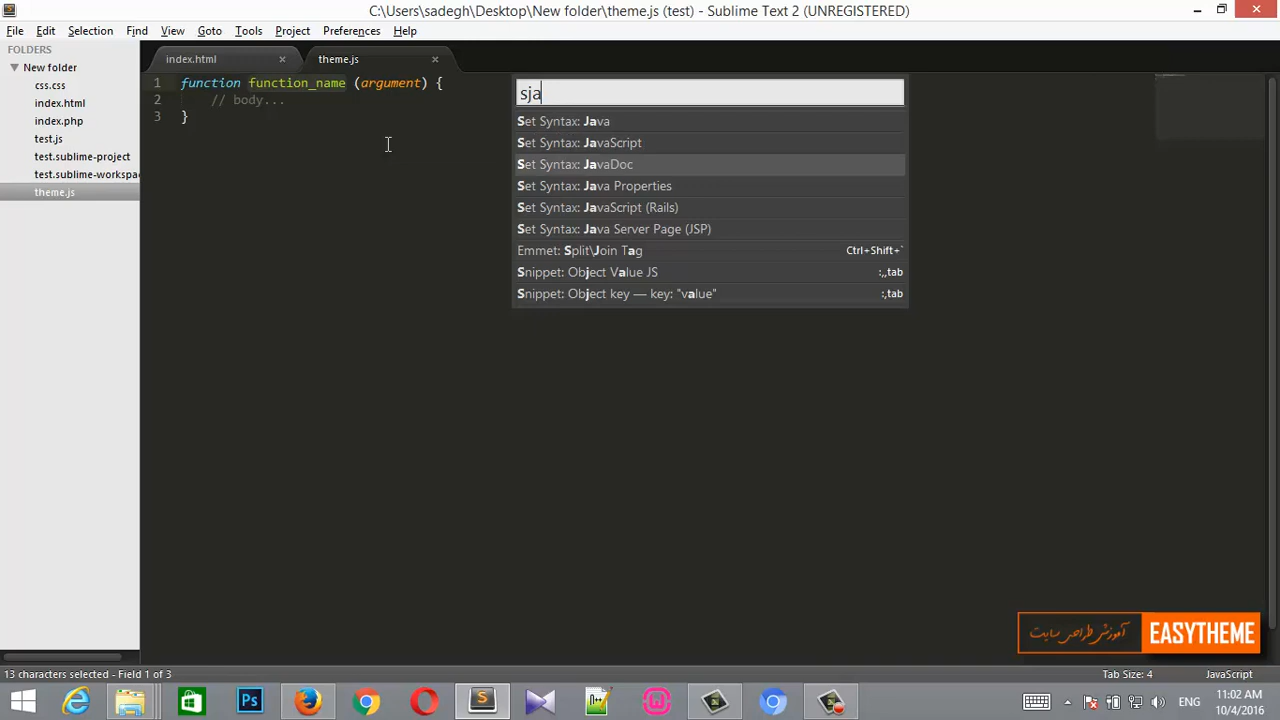 C:\Users\sadegh\Desktop\New folder\theme.js (test) - Sublime Text 2 (UNREGISTERED)
File Edit Selection Find View Goto Tools Project Preferences Help
FOLDERS
New folder
css.css
index.html
index.php
test.js
test.sublime-project
test.sublime-workspa
theme.js
index.html
theme.js
1 function function_name (argument) {
2 // body...
3 }
sja
Set Syntax: Java
Set Syntax: JavaScript
Set Syntax: JavaDoc
Set Syntax: Java Properties
Set Syntax: JavaScript (Rails)
Set Syntax: Java Server Page (JSP)
Emmet: Split\Join Tag Ctrl+Shift+`
Snippet: Object Value JS :,,tab
Snippet: Object key — key: "value" :,tab
آموزش طراحی سایت EASYTHEME
13 characters selected - Field 1 of 3
Tab Size: 4 JavaScript
Ps
ENG
11:02 AM
10/4/2016